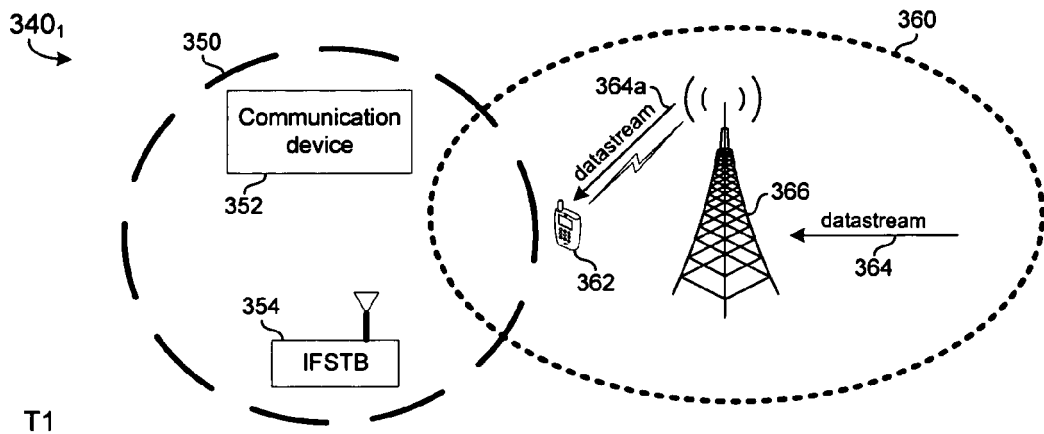 340₁
350
360
Communication
device
352
364a
datastream
366
datastream
364
362
354
IFSTB
T1